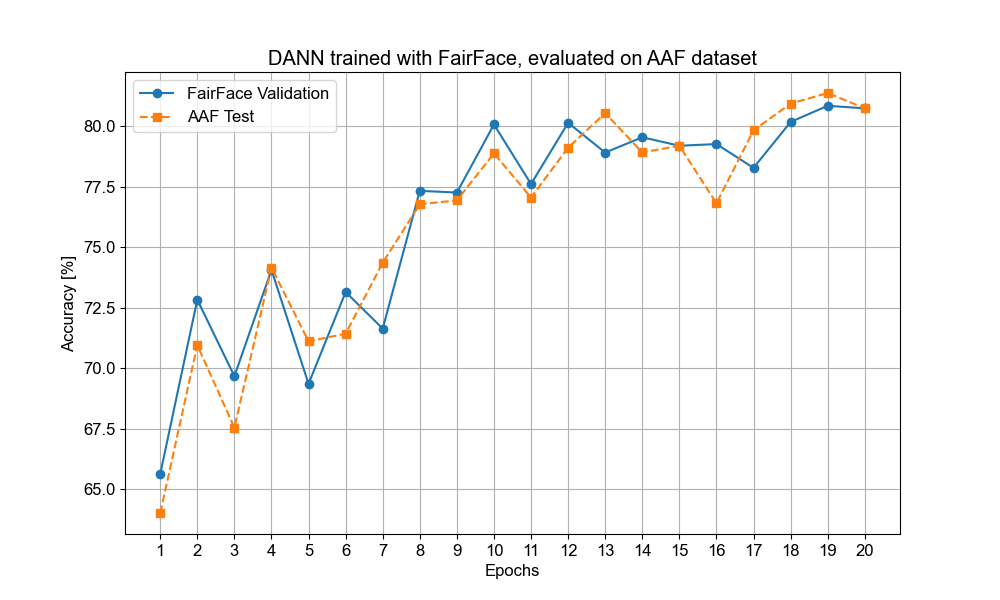 DANN trained with FairFace, evaluated on AAF dataset
FairFace Validation
AAF Test
80.0
77.5
75.0
72.5
70.0
67.5
65.0
Accuracy [%]
1 2 3 4 5 6 7 8 9 10 11 12 13 14 15 16 17 18 19 20
Epochs